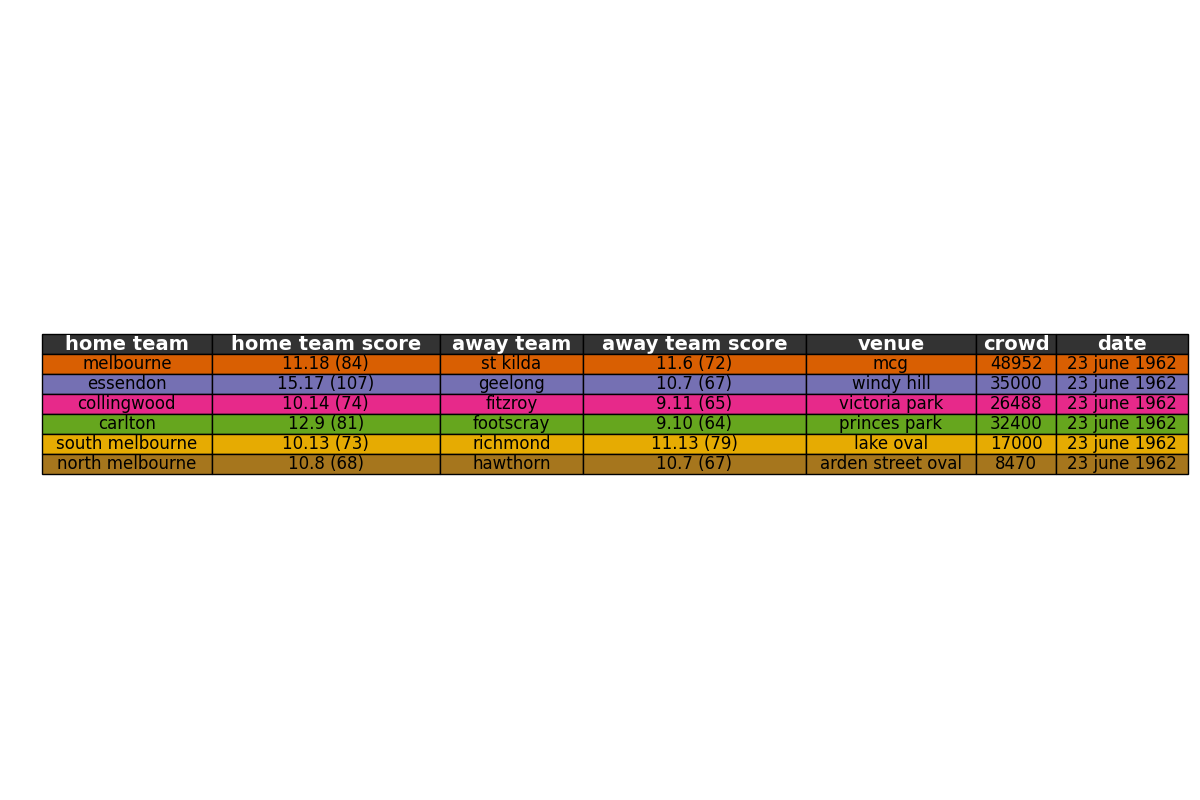 home team home team score away team away team score venue crowd date
melbourne 11.18 (84) st kilda 11.6 (72) mcg 48952 23 june 1962
essendon 15.17 (107) geelong 10.7 (67) windy hill 35000 23 june 1962
collingwood 10.14 (74) fitzroy 9.11 (65) victoria park 26488 23 june 1962
carlton 12.9 (81) footscray 9.10 (64) princes park 32400 23 june 1962
south melbourne 10.13 (73) richmond 11.13 (79) lake oval 17000 23 june 1962
north melbourne 10.8 (68) hawthorn 10.7 (67) arden street oval 8470 23 june 1962